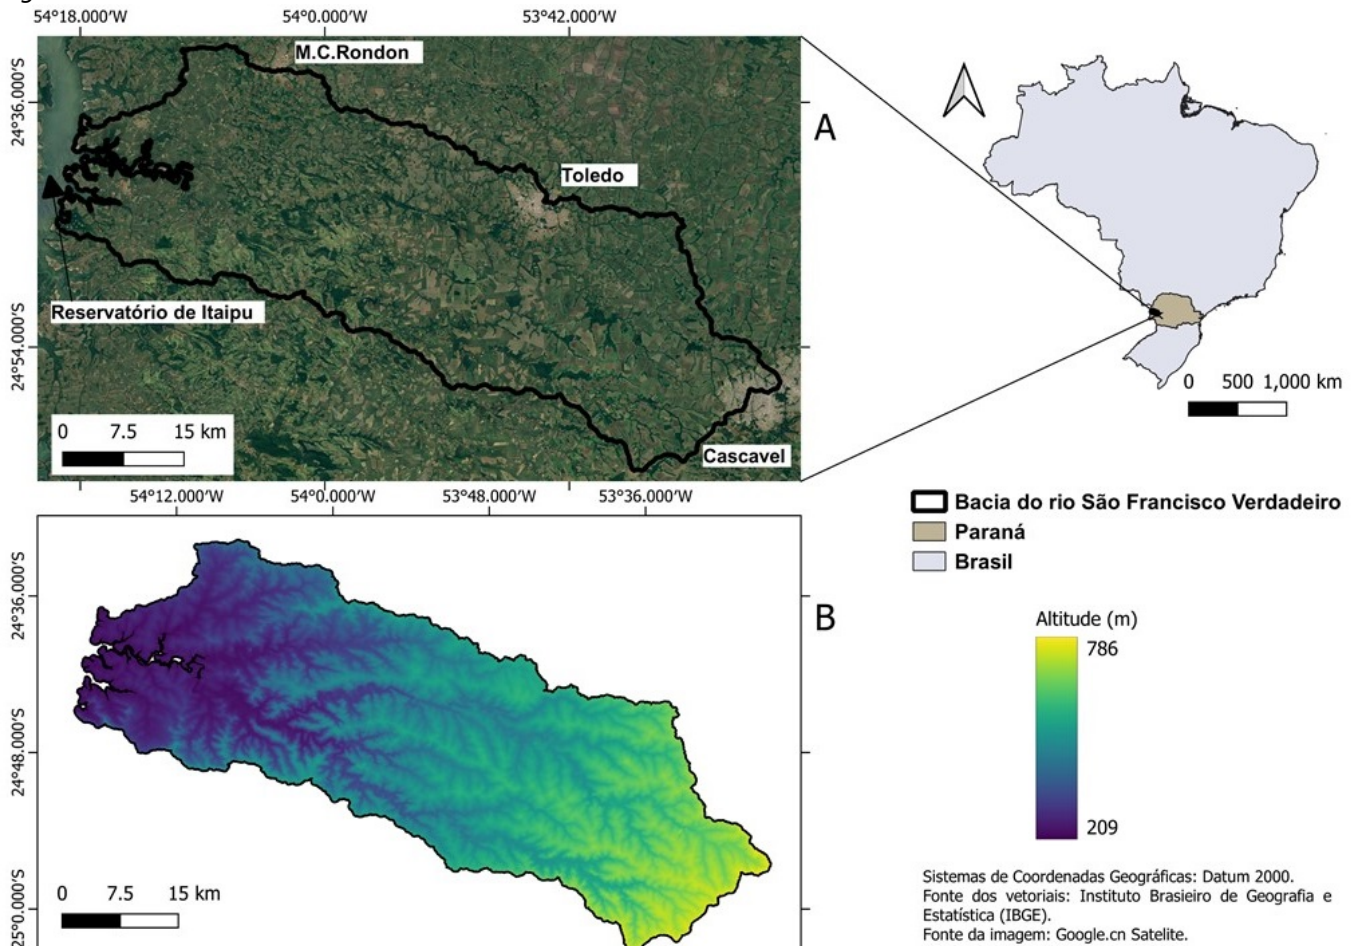 54°18.000'W 54°0.000'W 53°42.000'W
M.C.Rondon
24°36.000'S
A
Toledo
Reservatório de Itaipu
24°54.000'S
0 500 1,000 km
0 7.5 15 km
Cascavel
54°12.000'W 54°0.000'W 53°48.000'W 53°36.000'W
Bacia do rio São Francisco Verdadeiro
Paraná
Brasil
24°36.000'S
B
Altitude (m)
786
24°48.000'S
209
0 7.5 15 km
25°0.000'S
Sistemas de Coordenadas Geográficas: Datum 2000.
Fonte dos vetoriais: Instituto Brasileiro de Geografia e
Estatística (IBGE).
Fonte da imagem: Google.cn Satelite.